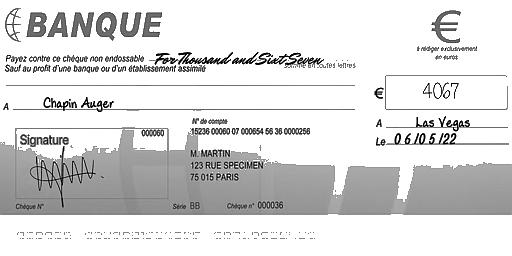 BANQUE
€
à rédiger exclusivement
en euros
Payez contre ce chèque non endossable For Thousand and Sixt Seven
Sauf au profit d'une banque ou d'un établissement assimilé
somme en toutes lettres
€ 4067
A Chapin Auger
A Las Vegas
Le 06/05/22
N° de compte
000060
15236 00060 07 000654 56 36 0000256
Signature
M. MARTIN
123 RUE SPECIMEN
75 015 PARIS
Chèque N°
Série BB
Chèque n° 000036